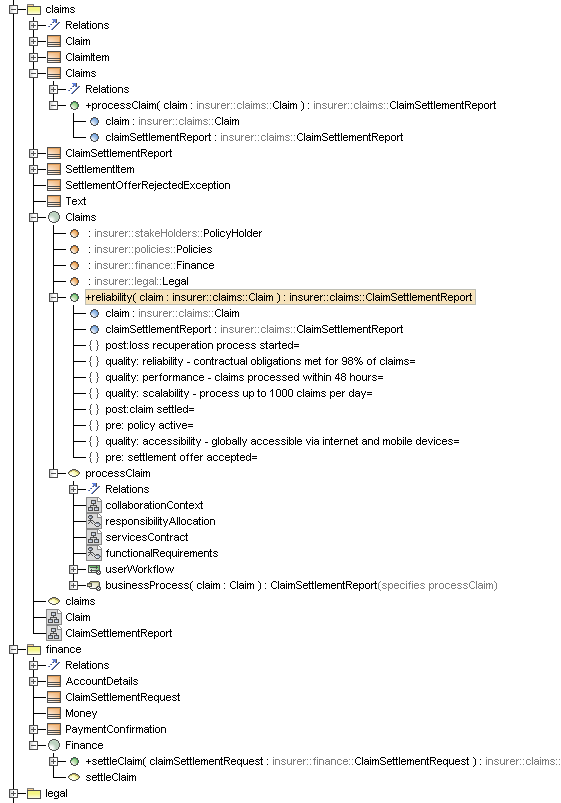 claims
Relations
Claim
ClaimItem
Claims
Relations
+processClaim( claim : insurer::claims::Claim ) : insurer::claims::ClaimSettlementReport
claim : insurer::claims::Claim
claimSettlementReport : insurer::claims::ClaimSettlementReport
ClaimSettlementReport
SettlementItem
SettlementOfferRejectedException
Text
Claims
: insurer::stakeHolders::PolicyHolder
: insurer::policies::Policies
: insurer::finance::Finance
: insurer::legal::Legal
+reliability( claim : insurer::claims::Claim ) : insurer::claims::ClaimSettlementReport
claim : insurer::claims::Claim
claimSettlementReport : insurer::claims::ClaimSettlementReport
{ } post:loss recuperation process started=
{ } quality: reliability - contractual obligations met for 98% of claims=
{ } quality: performance - claims processed within 48 hours=
{ } quality: scalability - process up to 1000 claims per day=
{ } post:claim settled=
{ } pre: policy active=
{ } quality: accessibility - globally accessible via internet and mobile devices=
{ } pre: settlement offer accepted=
processClaim
Relations
collaborationContext
responsibilityAllocation
servicesContract
functionalRequirements
userWorkflow
businessProcess( claim : Claim ) : ClaimSettlementReport(specifies processClaim)
claims
Claim
ClaimSettlementReport
finance
Relations
AccountDetails
ClaimSettlementRequest
Money
PaymentConfirmation
Finance
+settleClaim( claimSettlementRequest : insurer::finance::ClaimSettlementRequest ) : insurer::claims::
settleClaim
legal